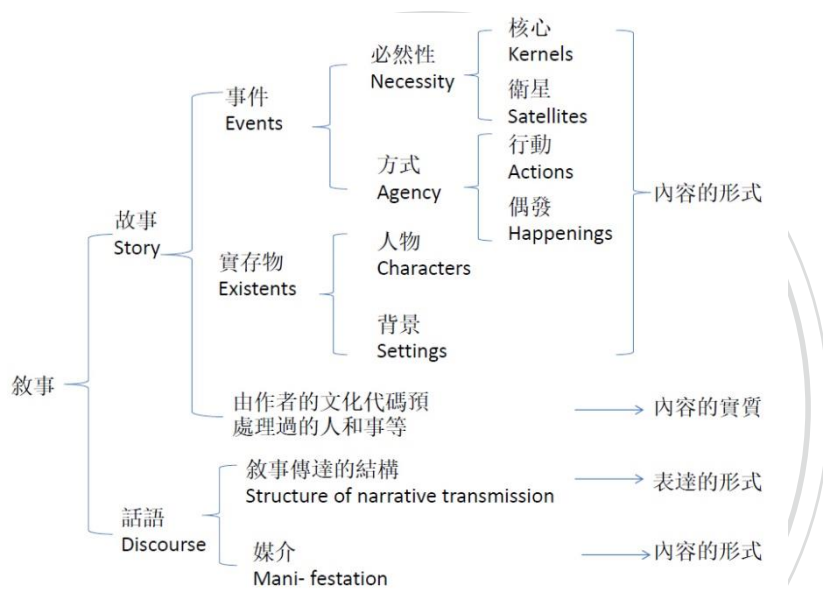 敘事
故事
Story
事件
Events
必然性
Necessity
核心
Kernels
衛星
Satellites
方式
Agency
行動
Actions
偶發
Happenings
實存物
Existents
人物
Characters
背景
Settings
內容的形式
由作者的文化代碼預
處理過的人和事等
內容的實質
話語
Discourse
敘事傳達的結構
Structure of narrative transmission
表達的形式
媒介
Mani- festation
內容的形式